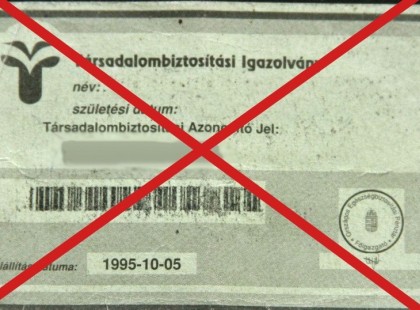 Társadalombiztosítási Igazolvány
név:
születési dátum:
Társadalombiztosítási Azonosító Jel:
dátuma: 1995-10-05